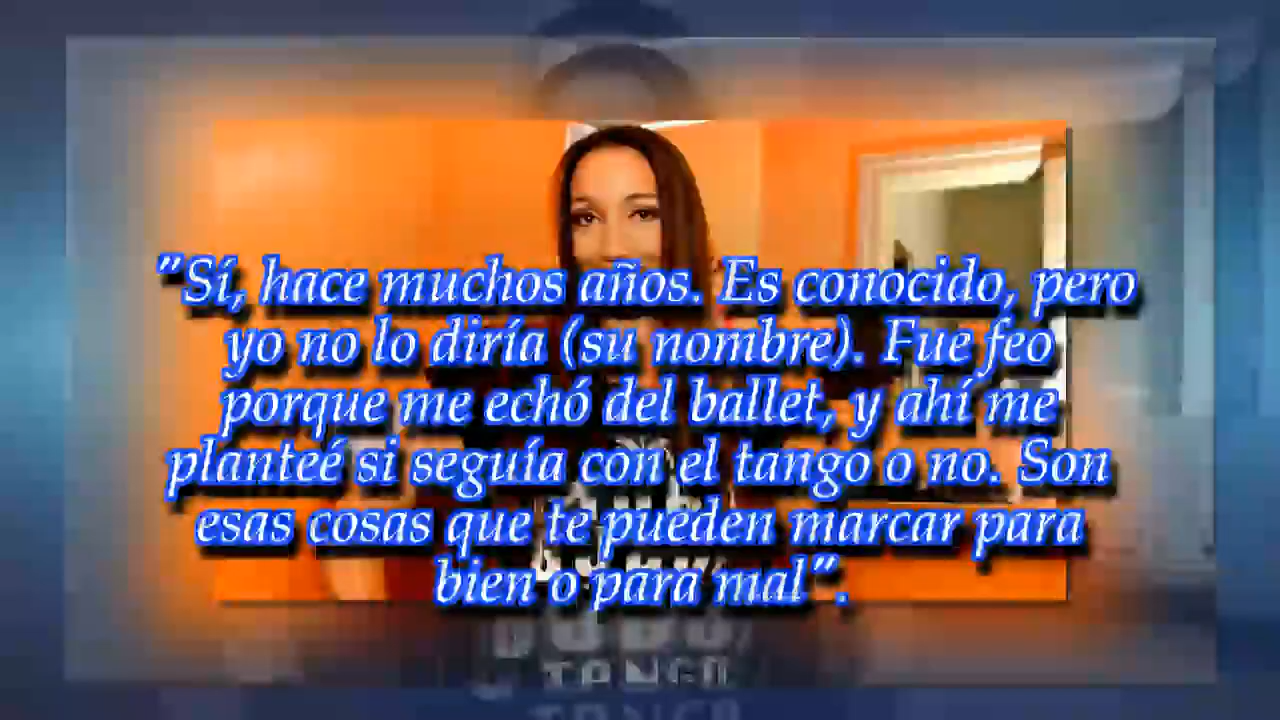 "Sí, hace muchos años. Es conocido, pero
yo no lo diría (su nombre). Fue feo
porque me echó del ballet, y ahí me
planteé si seguía con el tango o no. Son
esas cosas que te pueden marcar para
bien o para mal".
TANGO